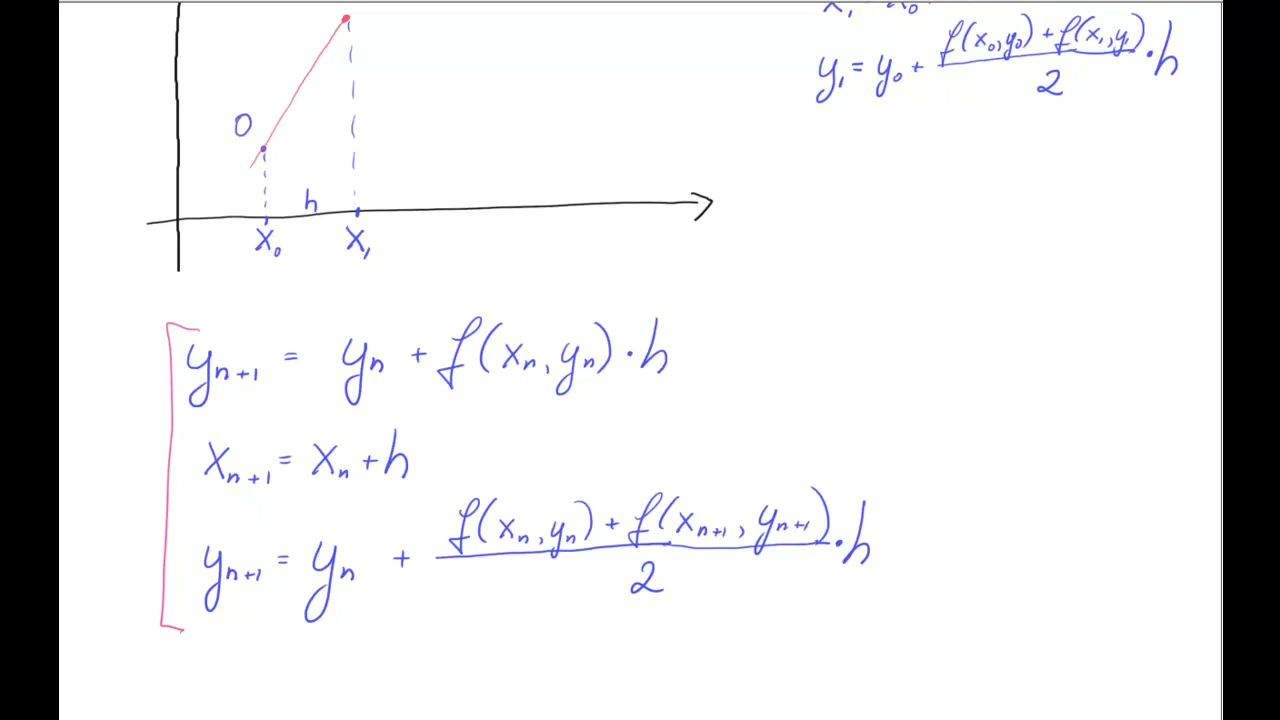 y₁ = y₀ + (f(x₀,y₀) + f(x₁,y₁))/2 · h
0
h
x₀ x₁
yₙ₊₁ = yₙ + f(xₙ, yₙ) · h
xₙ₊₁ = xₙ + h
yₙ₊₁ = yₙ + (f(xₙ,yₙ) + f(xₙ₊₁, yₙ₊₁))/2 · h